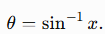 θ = sin⁻¹ x.